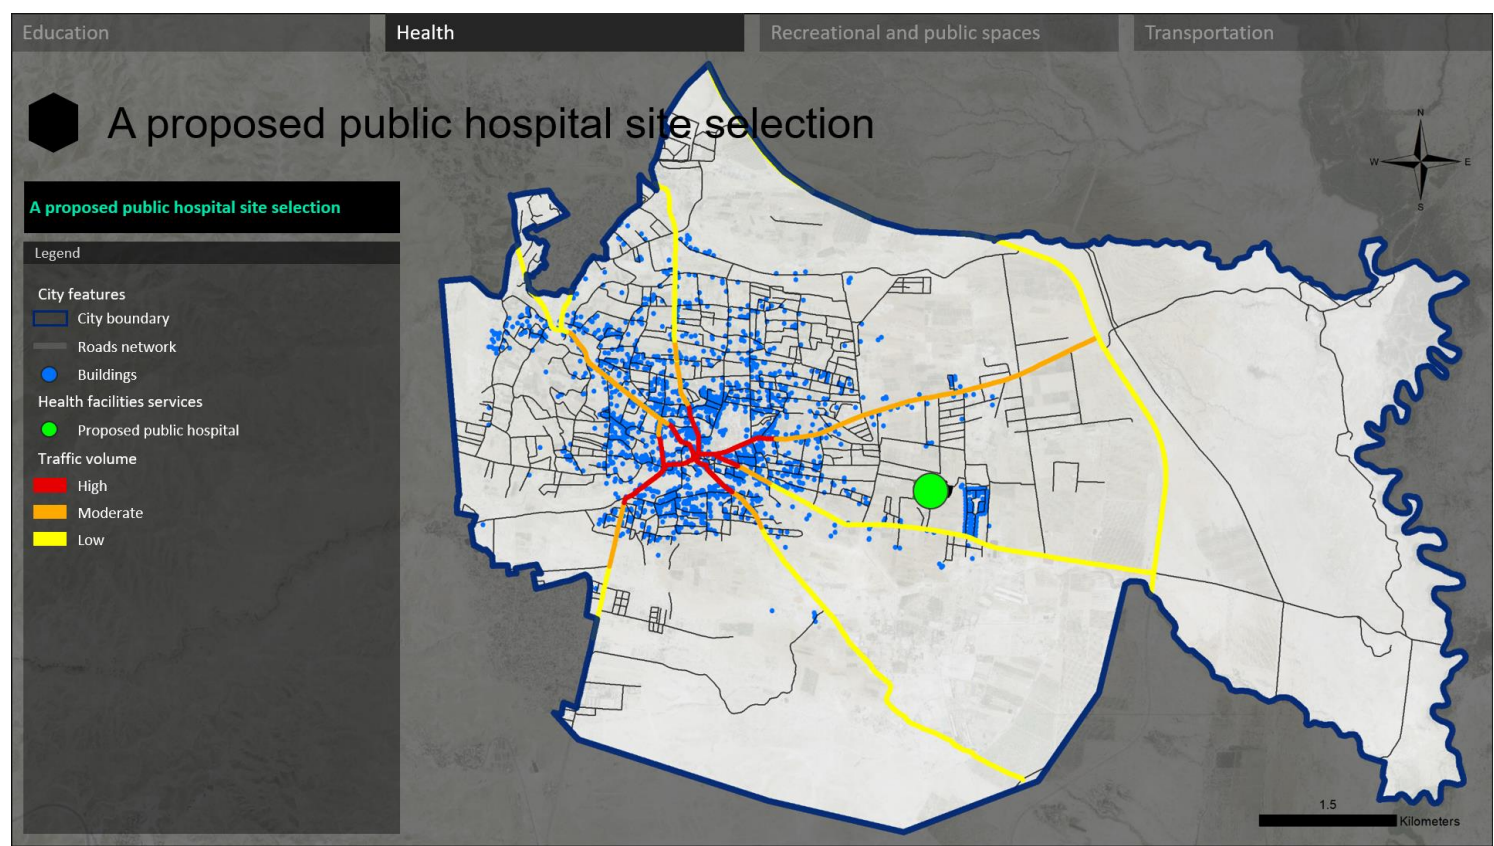 Education
Health
Recreational and public spaces
Transportation
A proposed public hospital site selection
N
W
E
S
A proposed public hospital site selection
Legend
City features
City boundary
Roads network
Buildings
Health facilities services
Proposed public hospital
Traffic volume
High
Moderate
Low
1.5
Kilometers